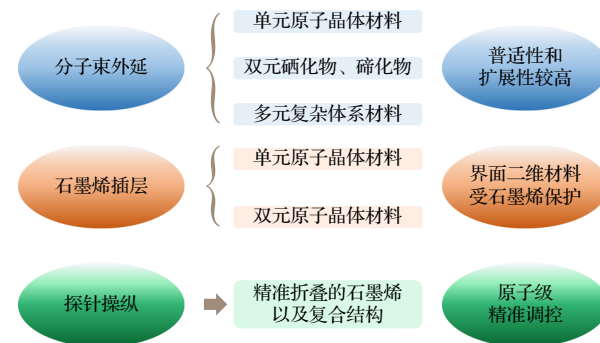 分子束外延
单元原子晶体材料
双元硒化物、碲化物
多元复杂体系材料
普适性和
扩展性较高
石墨烯插层
单元原子晶体材料
双元原子晶体材料
界面二维材料
受石墨烯保护
探针操纵
精准折叠的石墨烯
以及复合结构
原子级
精准调控